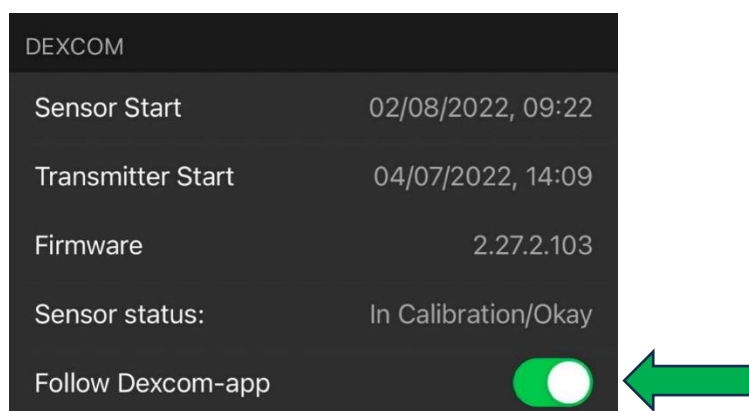 DEXCOM
Sensor Start 02/08/2022, 09:22
Transmitter Start 04/07/2022, 14:09
Firmware 2.27.2.103
Sensor status: In Calibration/Okay
Follow Dexcom-app